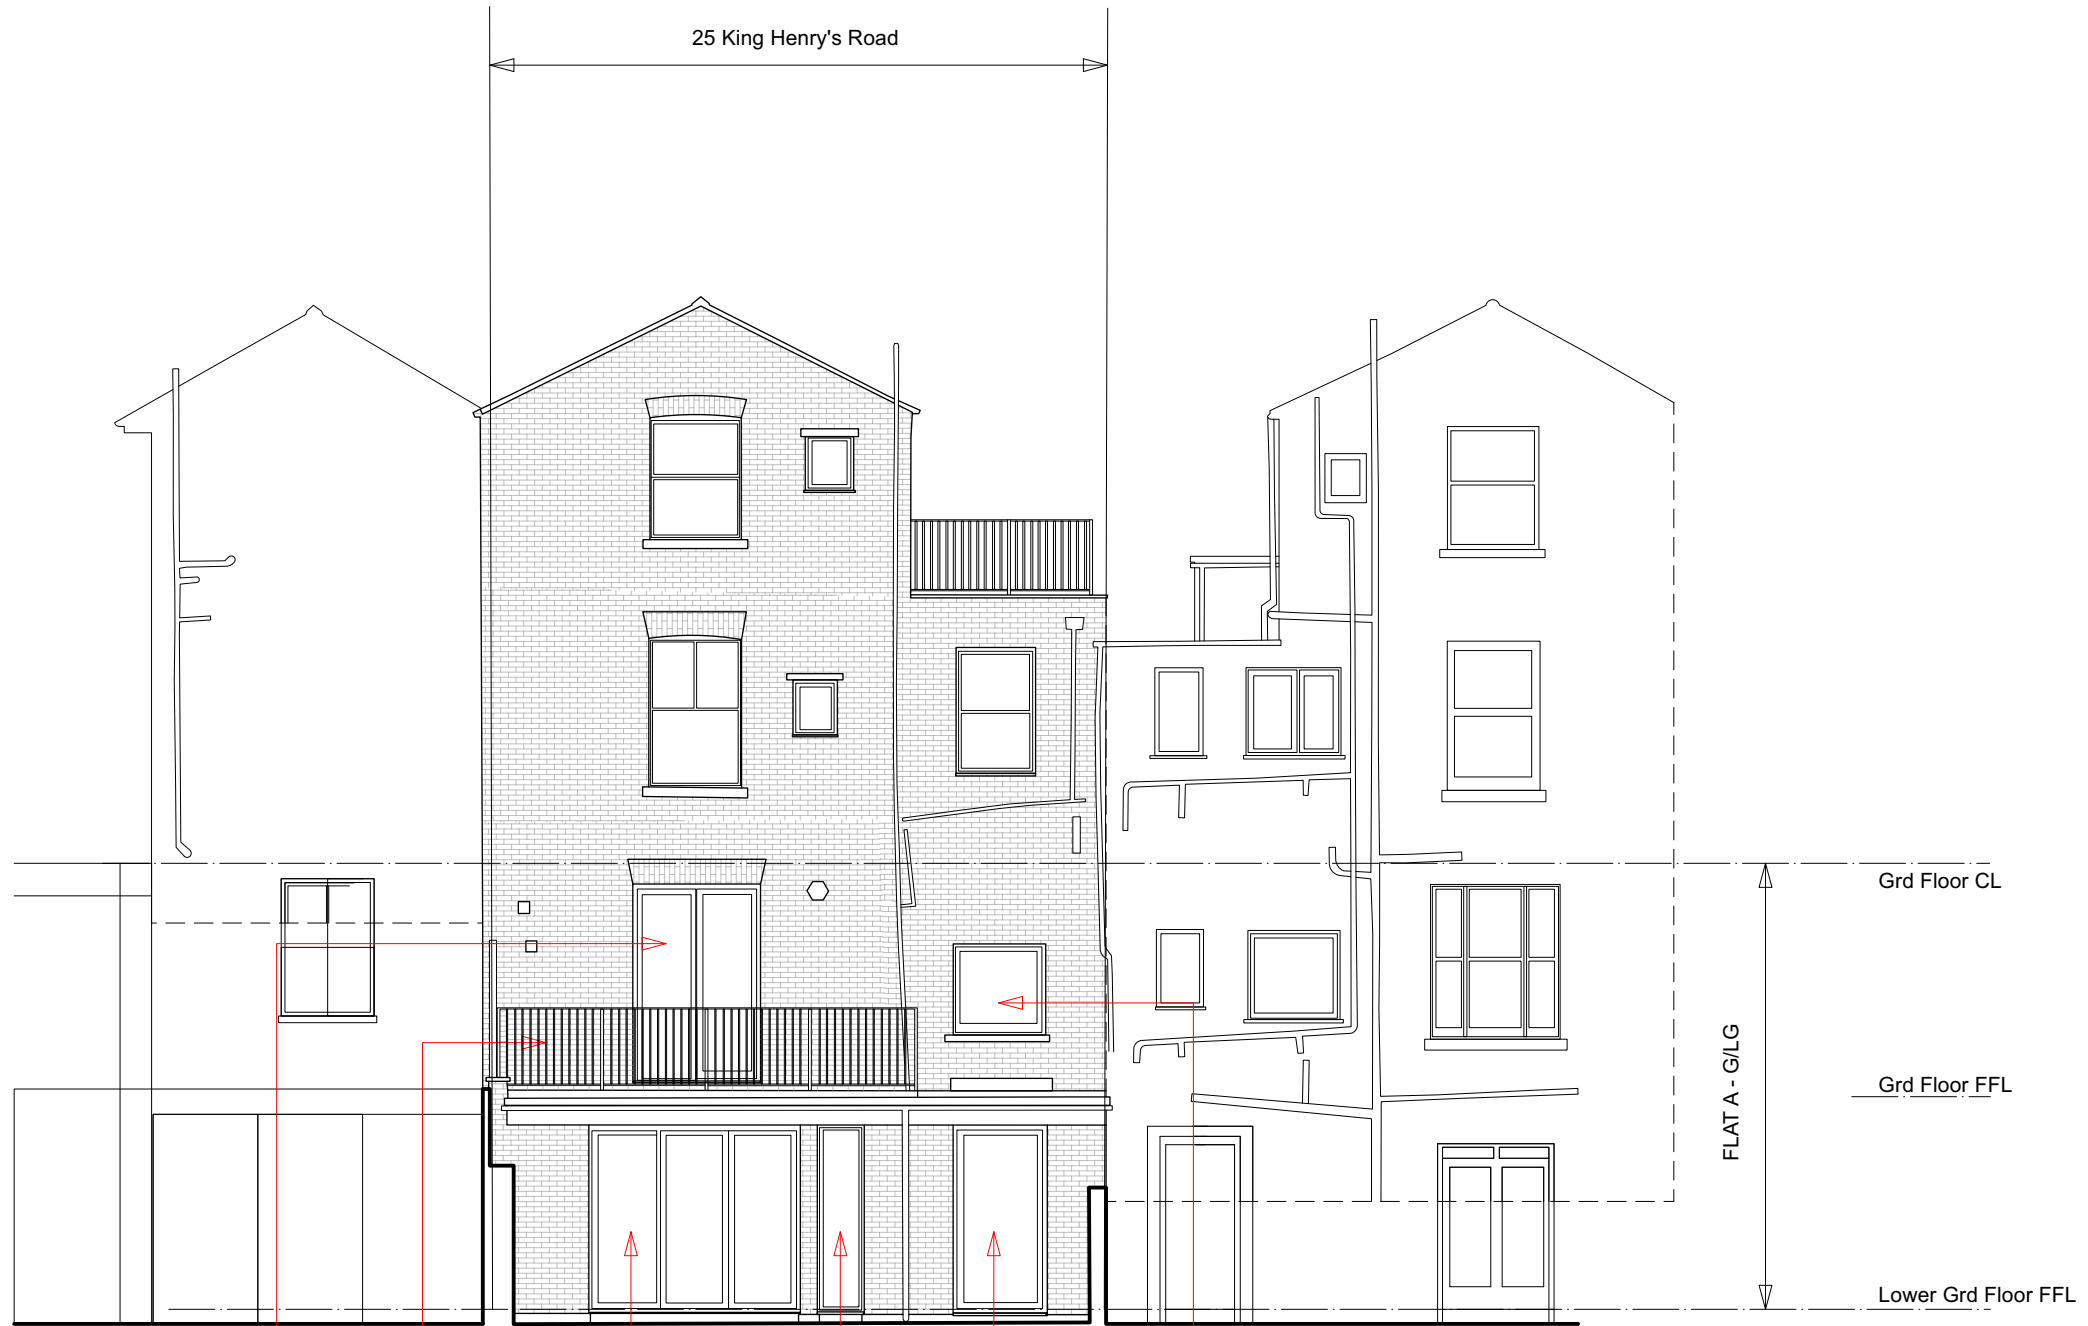 25 King Henry's Road
Grd Floor CL
FLAT A - G/LG
Grd Floor FFL
Lower Grd Floor FFL